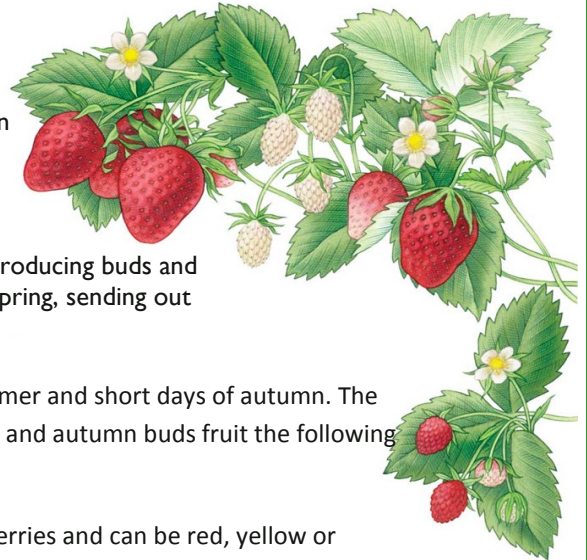 n
roducing buds and
pring, sending out
mer and short days of autumn. The
and autumn buds fruit the following
erries and can be red, yellow or